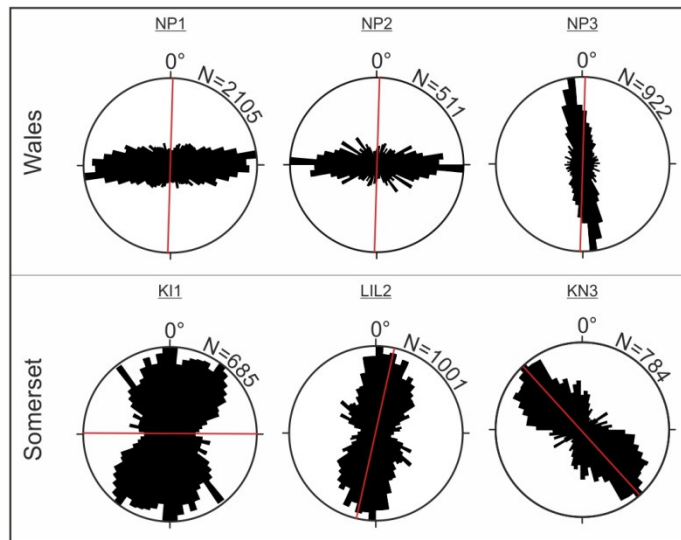 NP1 NP2 NP3
0° 0° 0°
N=2105 N=511 N=922
Wales
KI1 LIL2 KN3
0° 0° 0°
N=685 N=1001 N=784
Somerset